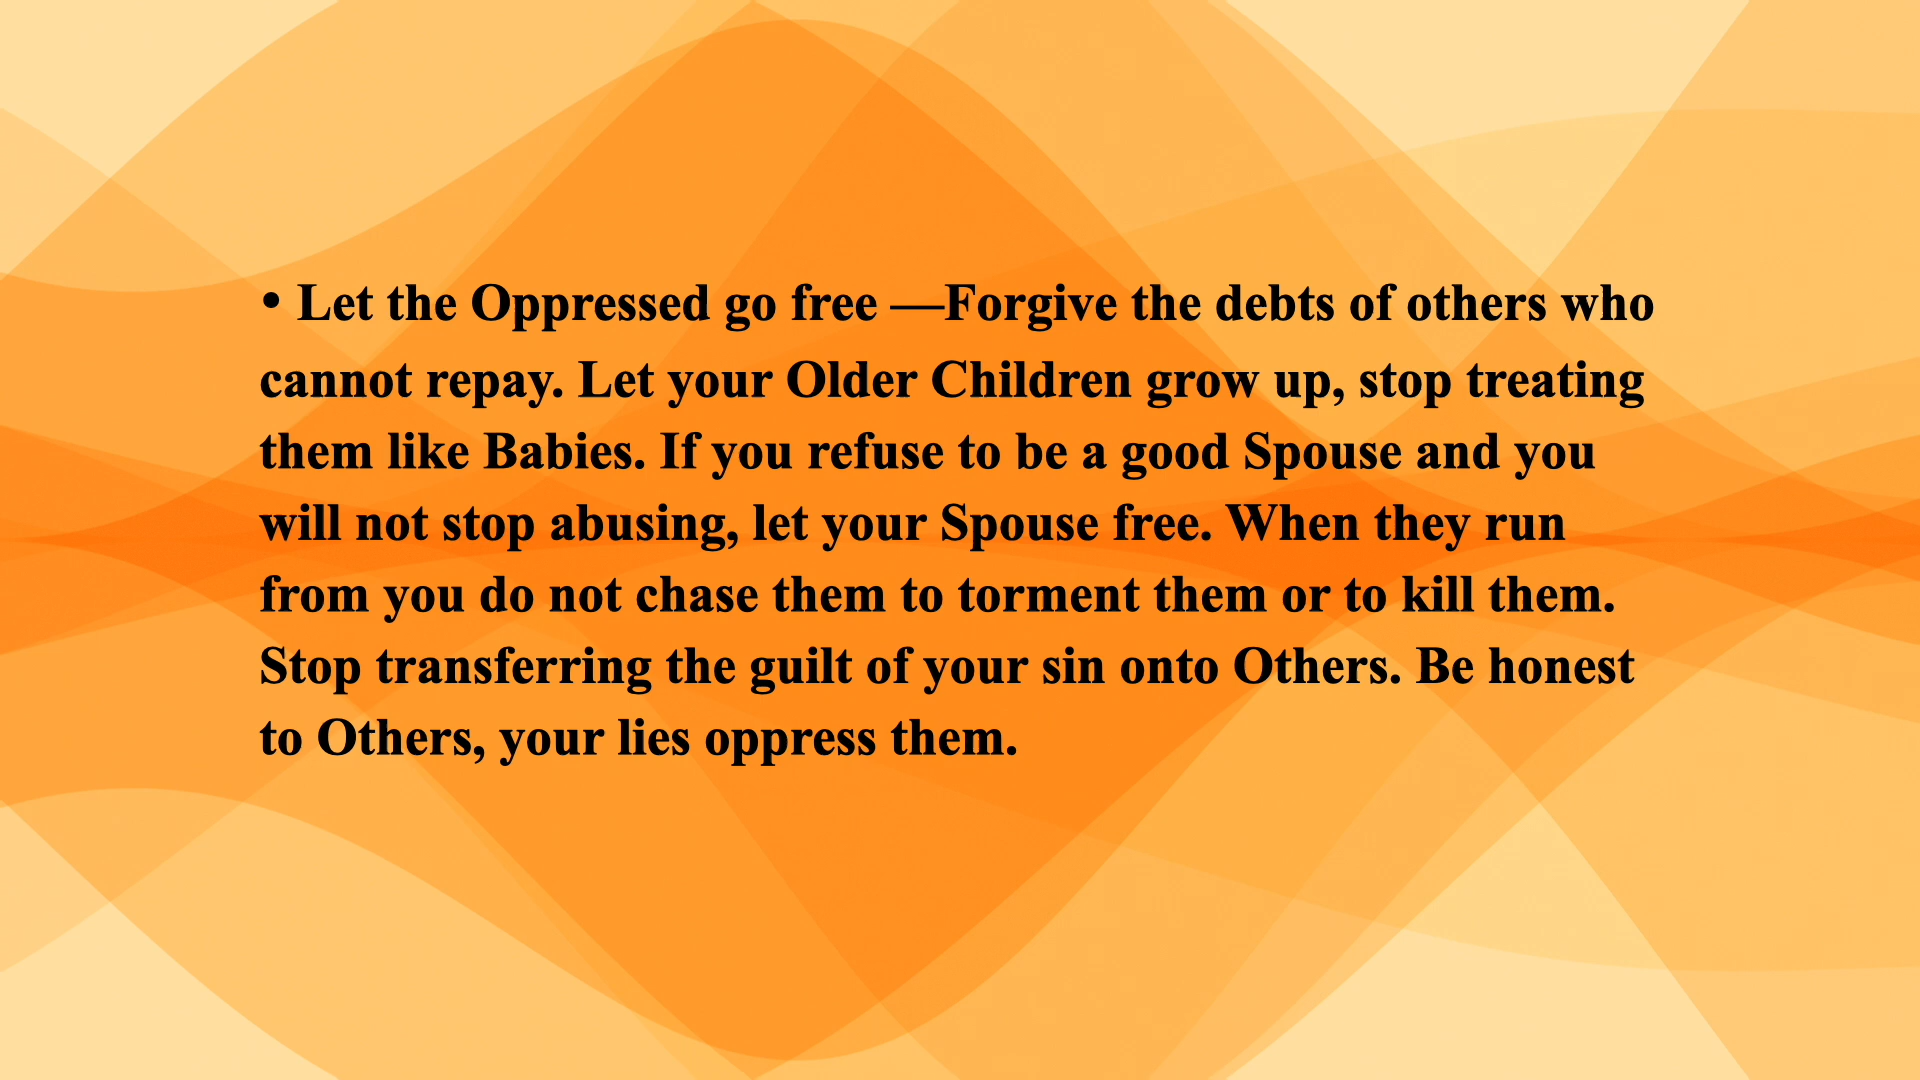 • Let the Oppressed go free —Forgive the debts of others who
cannot repay. Let your Older Children grow up, stop treating
them like Babies. If you refuse to be a good Spouse and you
will not stop abusing, let your Spouse free. When they run
from you do not chase them to torment them or to kill them.
Stop transferring the guilt of your sin onto Others. Be honest
to Others, your lies oppress them.